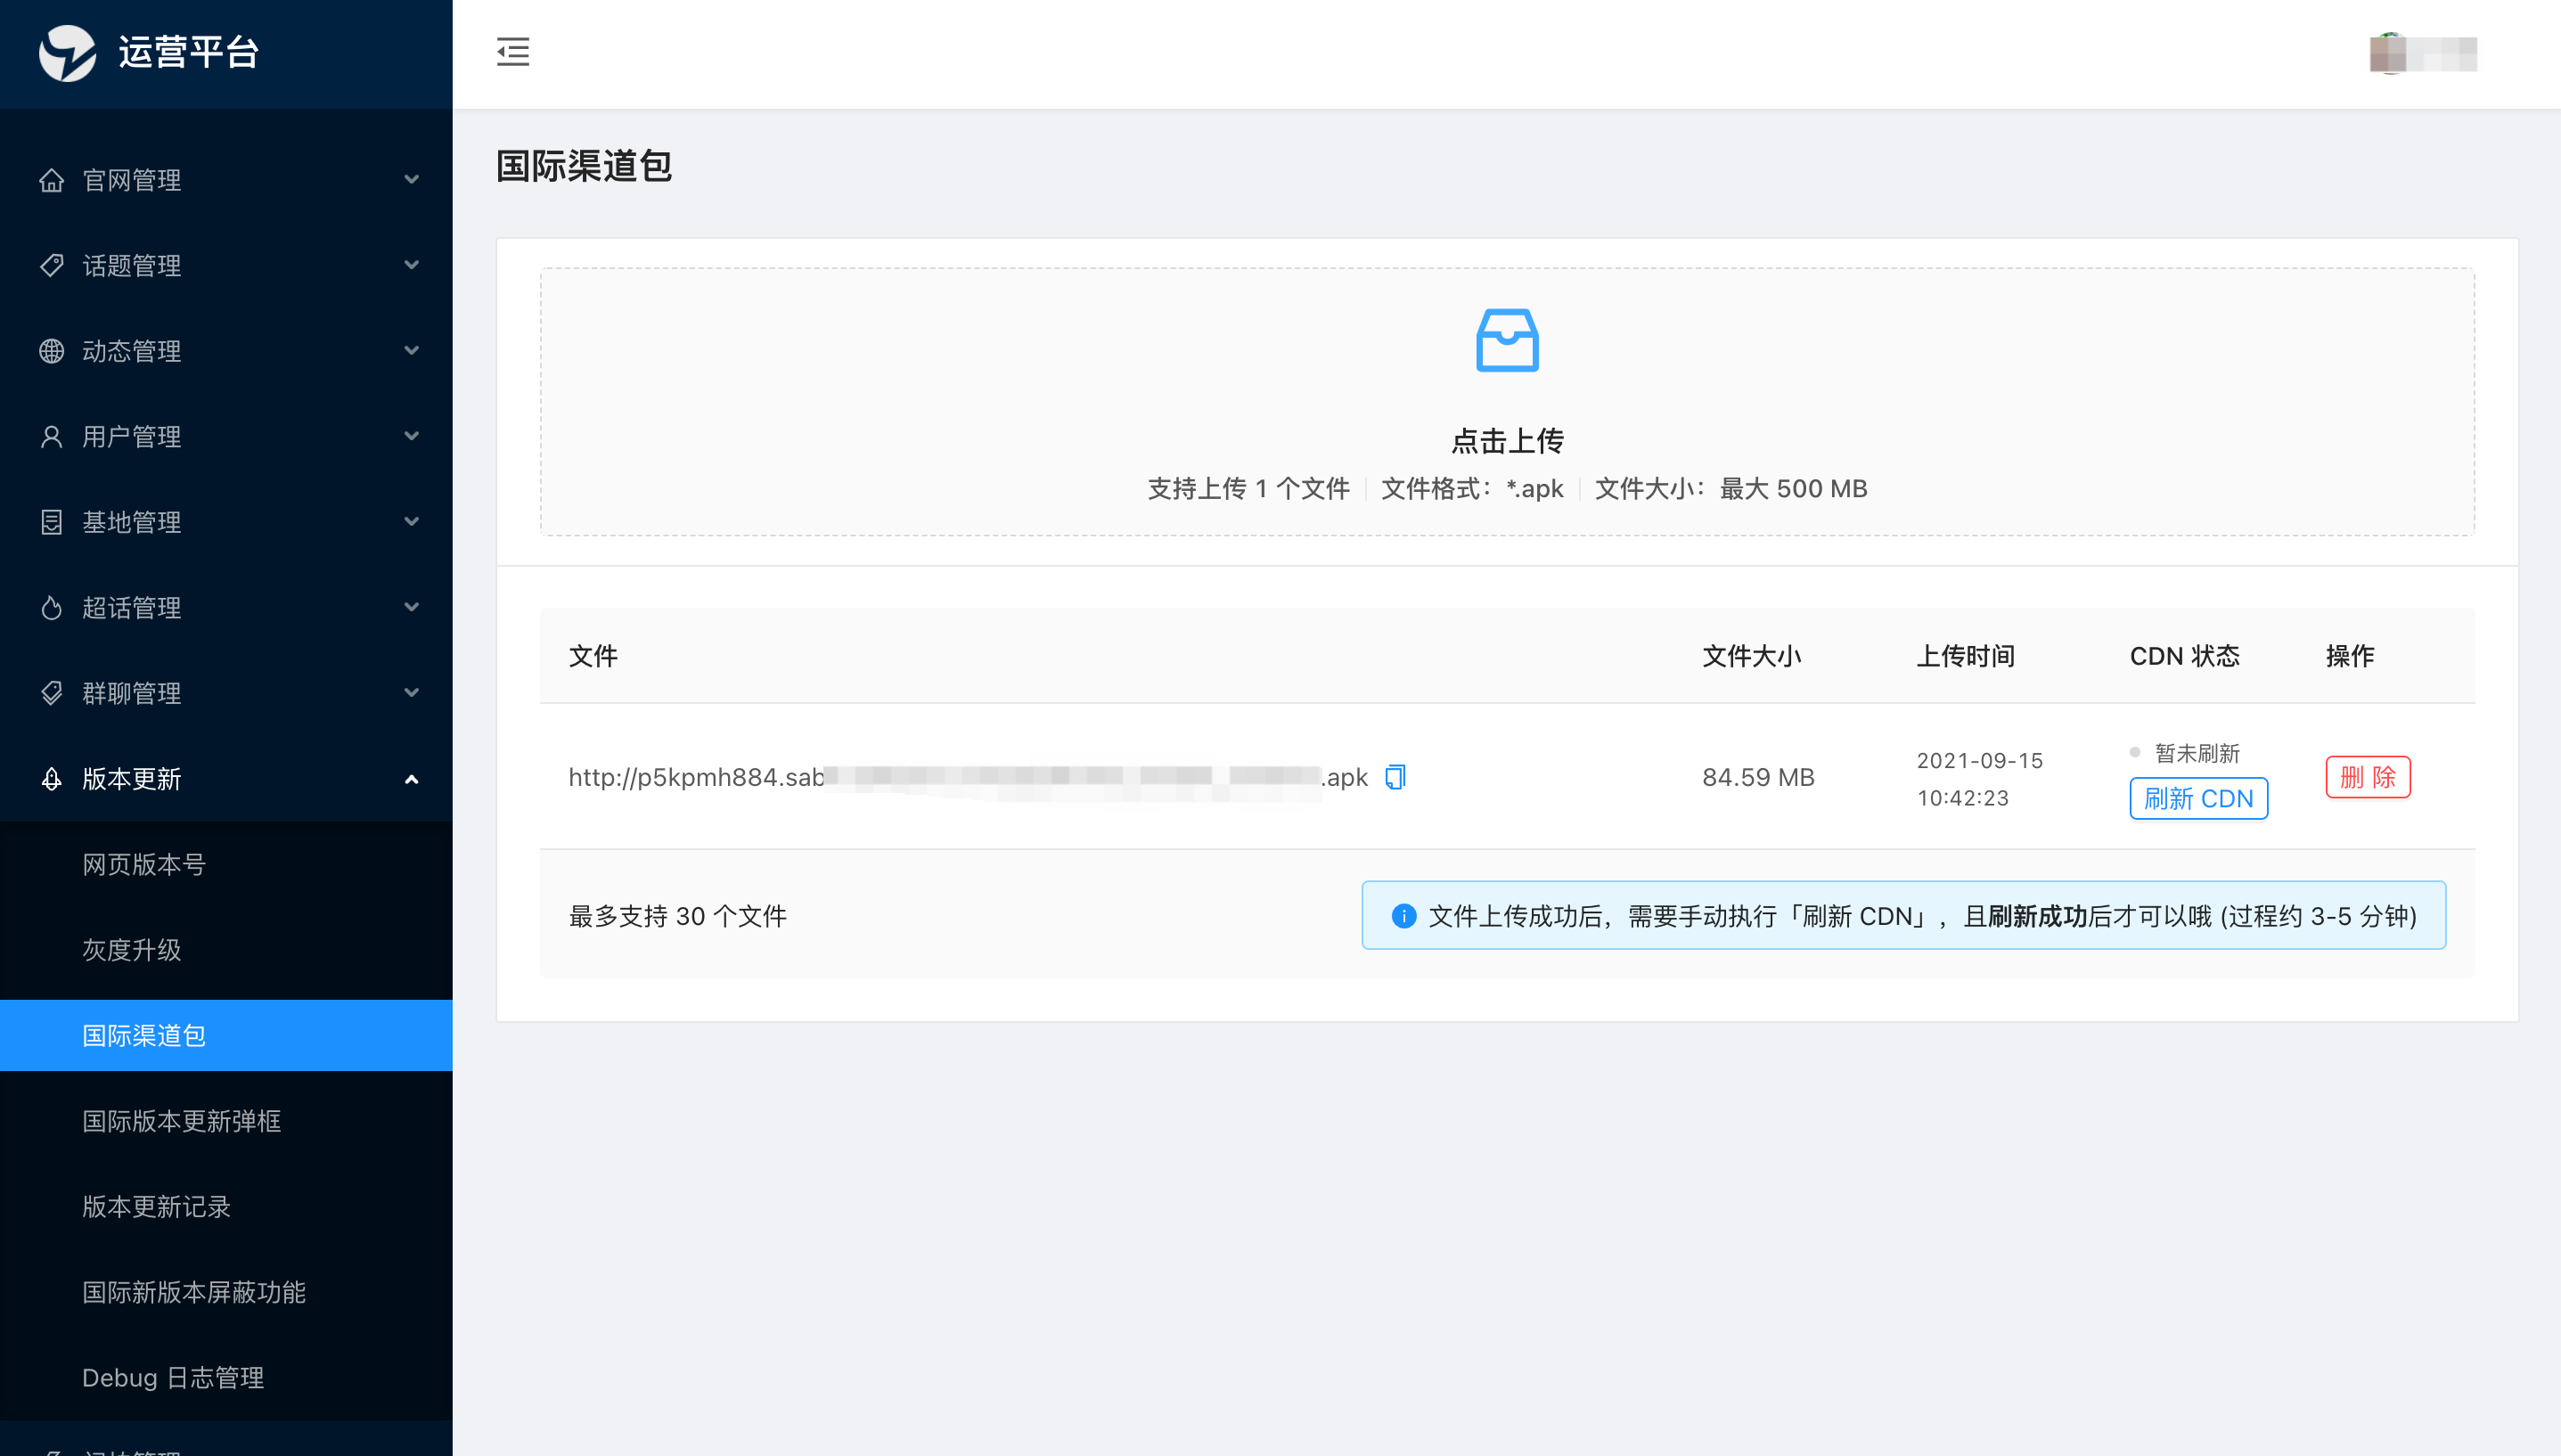 运营平台
官网管理
话题管理
动态管理
用户管理
基地管理
超话管理
群聊管理
版本更新
网页版本号
灰度升级
国际渠道包
国际版本更新弹框
版本更新记录
国际新版本屏蔽功能
Debug 日志管理
国际渠道包
点击上传
支持上传 1 个文件 文件格式：*.apk 文件大小：最大 500 MB
文件 文件大小 上传时间 CDN 状态 操作
http://p5kpmh884.sab .apk 84.59 MB 2021-09-15 10:42:23 暂未刷新 刷新 CDN 删 除
最多支持 30 个文件
文件上传成功后，需要手动执行「刷新 CDN」，且刷新成功后才可以哦 (过程约 3-5 分钟)